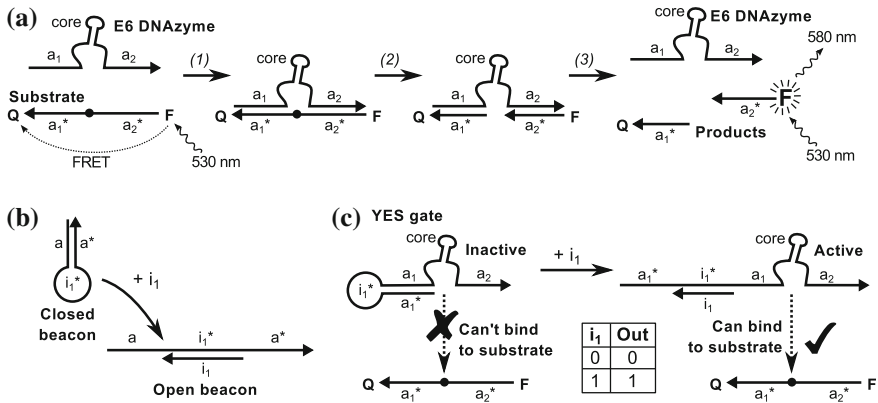 (a)
core
E6 DNAzyme
a₁ a₂
(1)
core
a₁ a₂
a₁* a₂*
(2)
core
a₁ a₂
a₁* a₂*
Q F
(3)
core
E6 DNAzyme
a₁ a₂
580 nm
F
a₂*
Q
a₁*
Products
530 nm
Substrate
Q F
a₁* a₂*
FRET
530 nm
Q F
(b)
a a*
i₁*
+ i₁
Closed
beacon
a i₁* a*
i₁
Open beacon
(c)
YES gate
core
Inactive
i₁* a₁ a₂
a₁*
Can't bind
to substrate
Q F
a₁* a₂*
+ i₁
i₁ Out
0 0
1 1
core
Active
a₁* i₁* a₁ a₂
i₁
Can bind
to substrate
Q F
a₁* a₂*